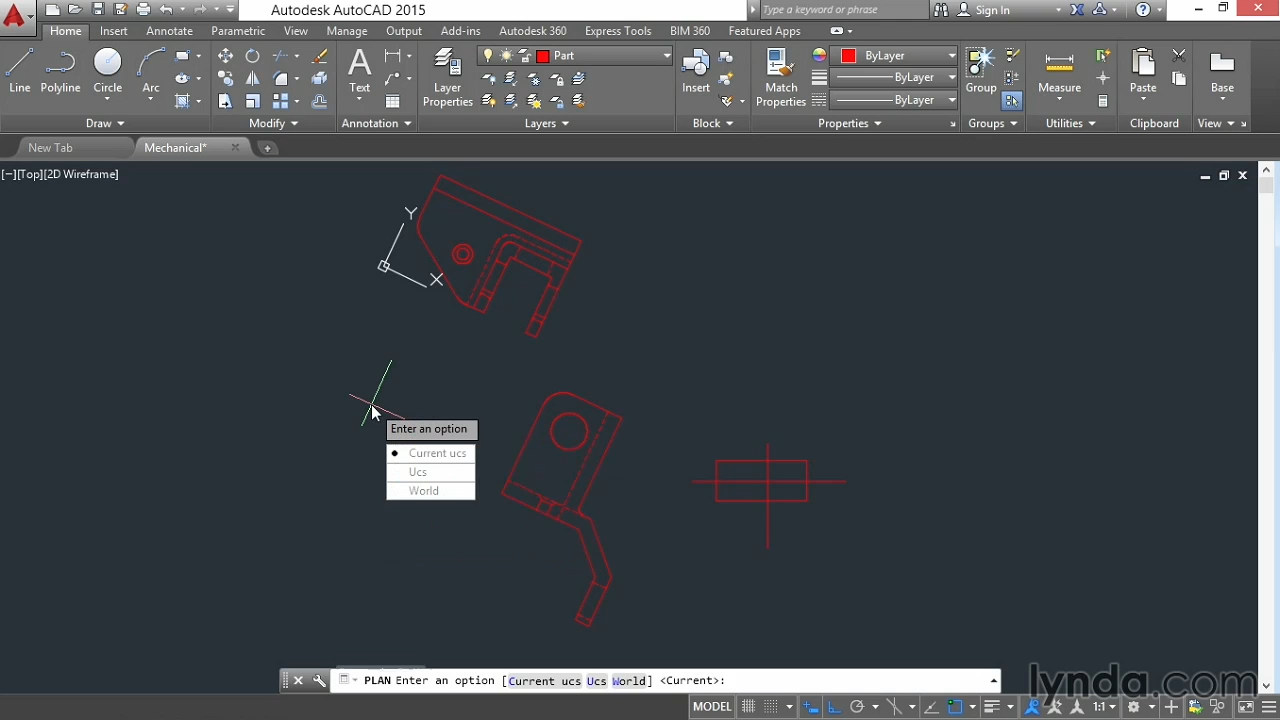 Autodesk AutoCAD 2015
Type a keyword or phrase
Sign In
Home Insert Annotate Parametric View Manage Output Add-ins Autodesk 360 Express Tools BIM 360 Featured Apps
Line Polyline Circle Arc
Text
Layer Properties
Part
Insert
Match Properties
ByLayer
ByLayer
ByLayer
Group
Measure
Paste
Base
Draw Modify Annotation Layers Block Properties Groups Utilities Clipboard View
New Tab Mechanical*
[−][Top][2D Wireframe]
Y
X
Enter an option
Current ucs
Ucs
World
PLAN Enter an option [Current ucs Ucs World] <Current>:
lynda.com
MODEL 1:1